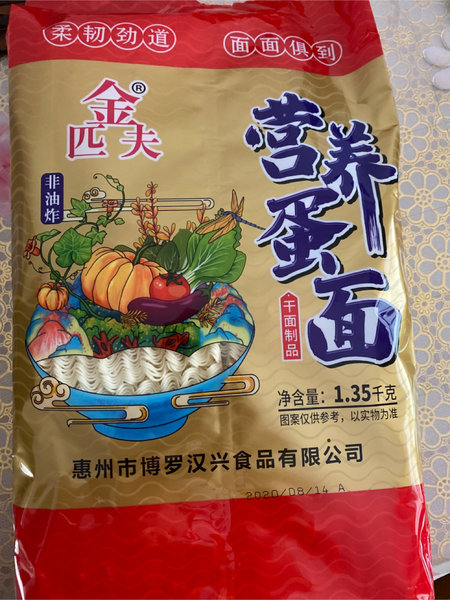 柔韧劲道
面面俱到
金®
匹夫
营养
蛋面
非油炸
干面制品
净含量：1.35千克
图案仅供参考，以实物为准
惠州市博罗汉兴食品有限公司
2020/08/14 A